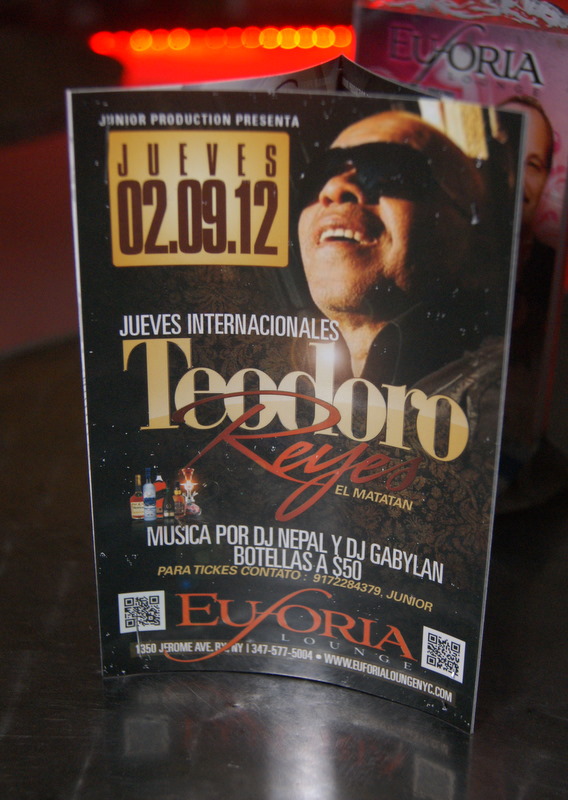 JUNIOR PRODUCTION PRESENTA
JUEVES
02.09.12
JUEVES INTERNACIONALES
Teodoro
Reyes
EL MATATAN
MUSICA POR DJ NEPAL Y DJ GABYLAN
BOTELLAS A $50
PARA TICKES CONTATO : 9172284379, JUNIOR
EUFORIA
LOUNGE
1350 JEROME AVE. BX, NY | 347-577-5004 • WWW.EUFORIALOUNGENYC.COM
EUFORIA
LOUNGE